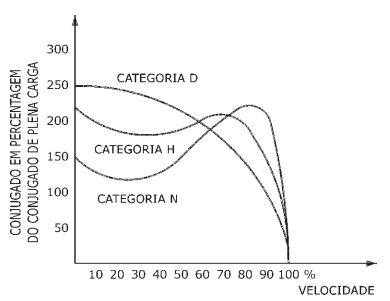 CONJUGADO EM PERCENTAGEM
DO CONJUGADO DE PLENA CARGA
300
250
200
150
100
50
CATEGORIA D
CATEGORIA H
CATEGORIA N
10 20 30 40 50 60 70 80 90 100 %
VELOCIDADE